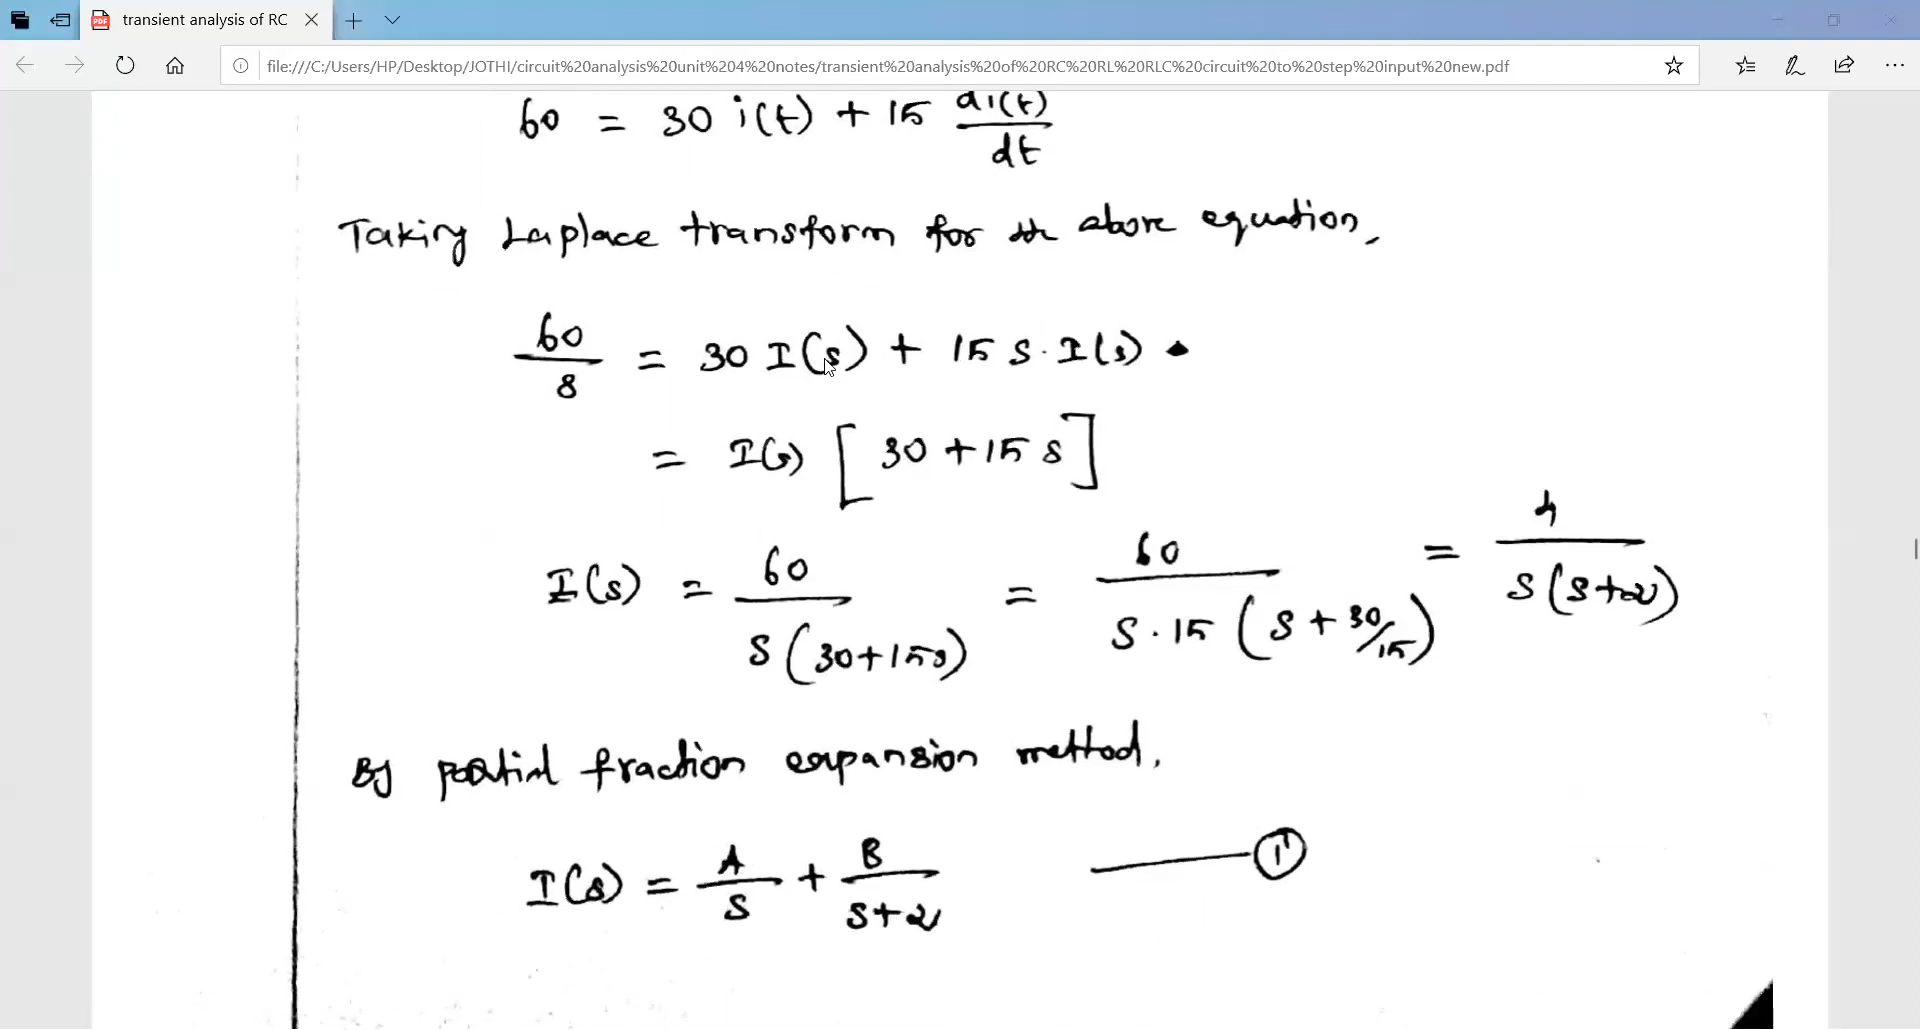 transient analysis of RC
file:///C:/Users/HP/Desktop/JOTHI/circuit%20analysis%20unit%204%20notes/transient%20analysis%20of%20RC%20RL%20RLC%20circuit%20to%20step%20input%20new.pdf
60 = 30 i(t) + 15 di(t)/dt
Taking Laplace transform for the above equation,
60/s = 30 I(s) + 15 s . I(s)
= I(s) [30 + 15 s]
I(s) = 60/s(30+15s) = 60/s.15(s + 30/15) = 4/s(s+2)
By partial fraction expansion method,
I(s) = A/s + B/s+2 —— 1